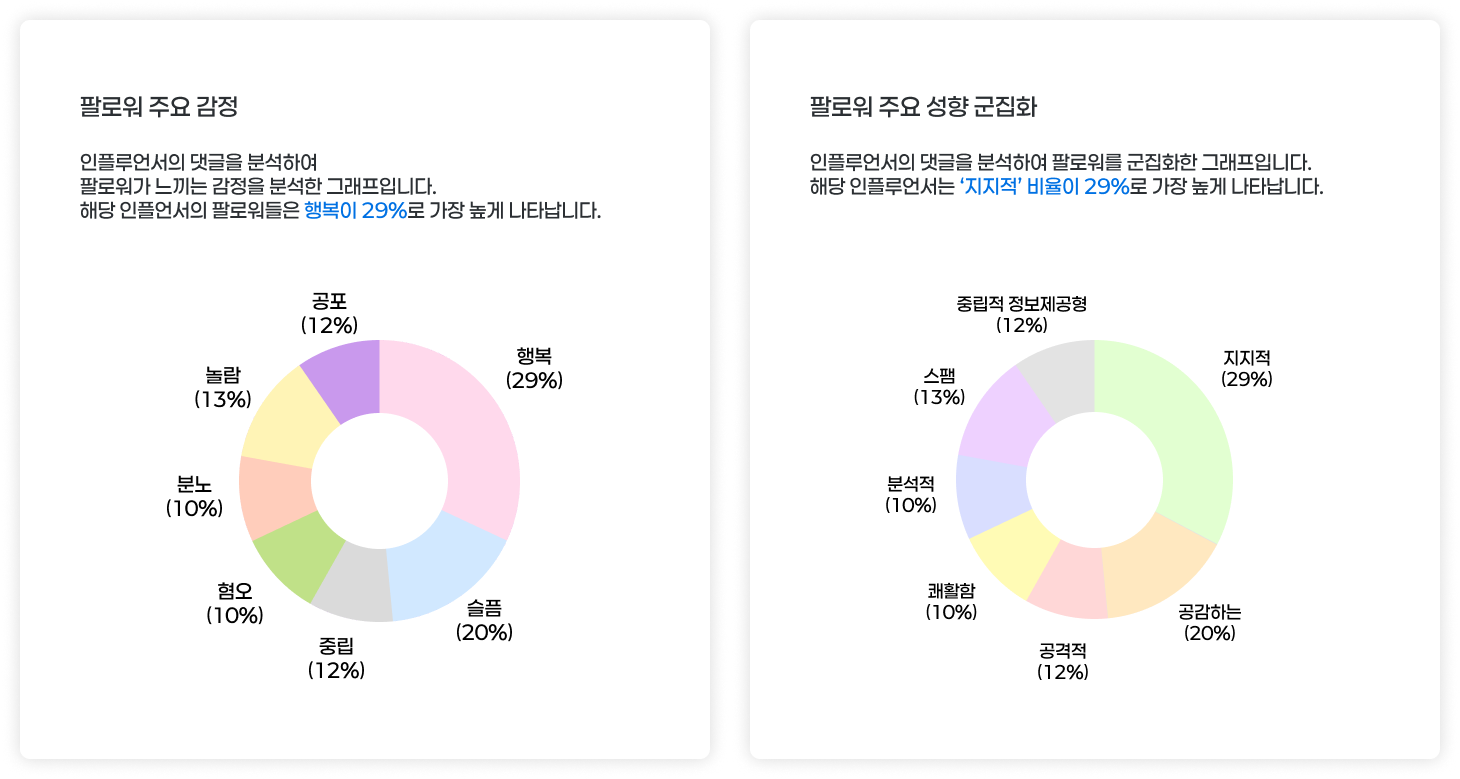 팔로워 주요 감정
인플루언서의 댓글을 분석하여
팔로워가 느끼는 감정을 분석한 그래프입니다.
해당 인플언서의 팔로워들은 행복이 29%로 가장 높게 나타납니다.
공포
(12%)
행복
(29%)
놀람
(13%)
분노
(10%)
혐오
(10%)
슬픔
(20%)
중립
(12%)
팔로워 주요 성향 군집화
인플루언서의 댓글을 분석하여 팔로워를 군집화한 그래프입니다.
해당 인플루언서는 ‘지지적’ 비율이 29%로 가장 높게 나타납니다.
중립적 정보제공형
(12%)
지지적
(29%)
스팸
(13%)
분석적
(10%)
쾌활함
(10%)
공감하는
(20%)
공격적
(12%)